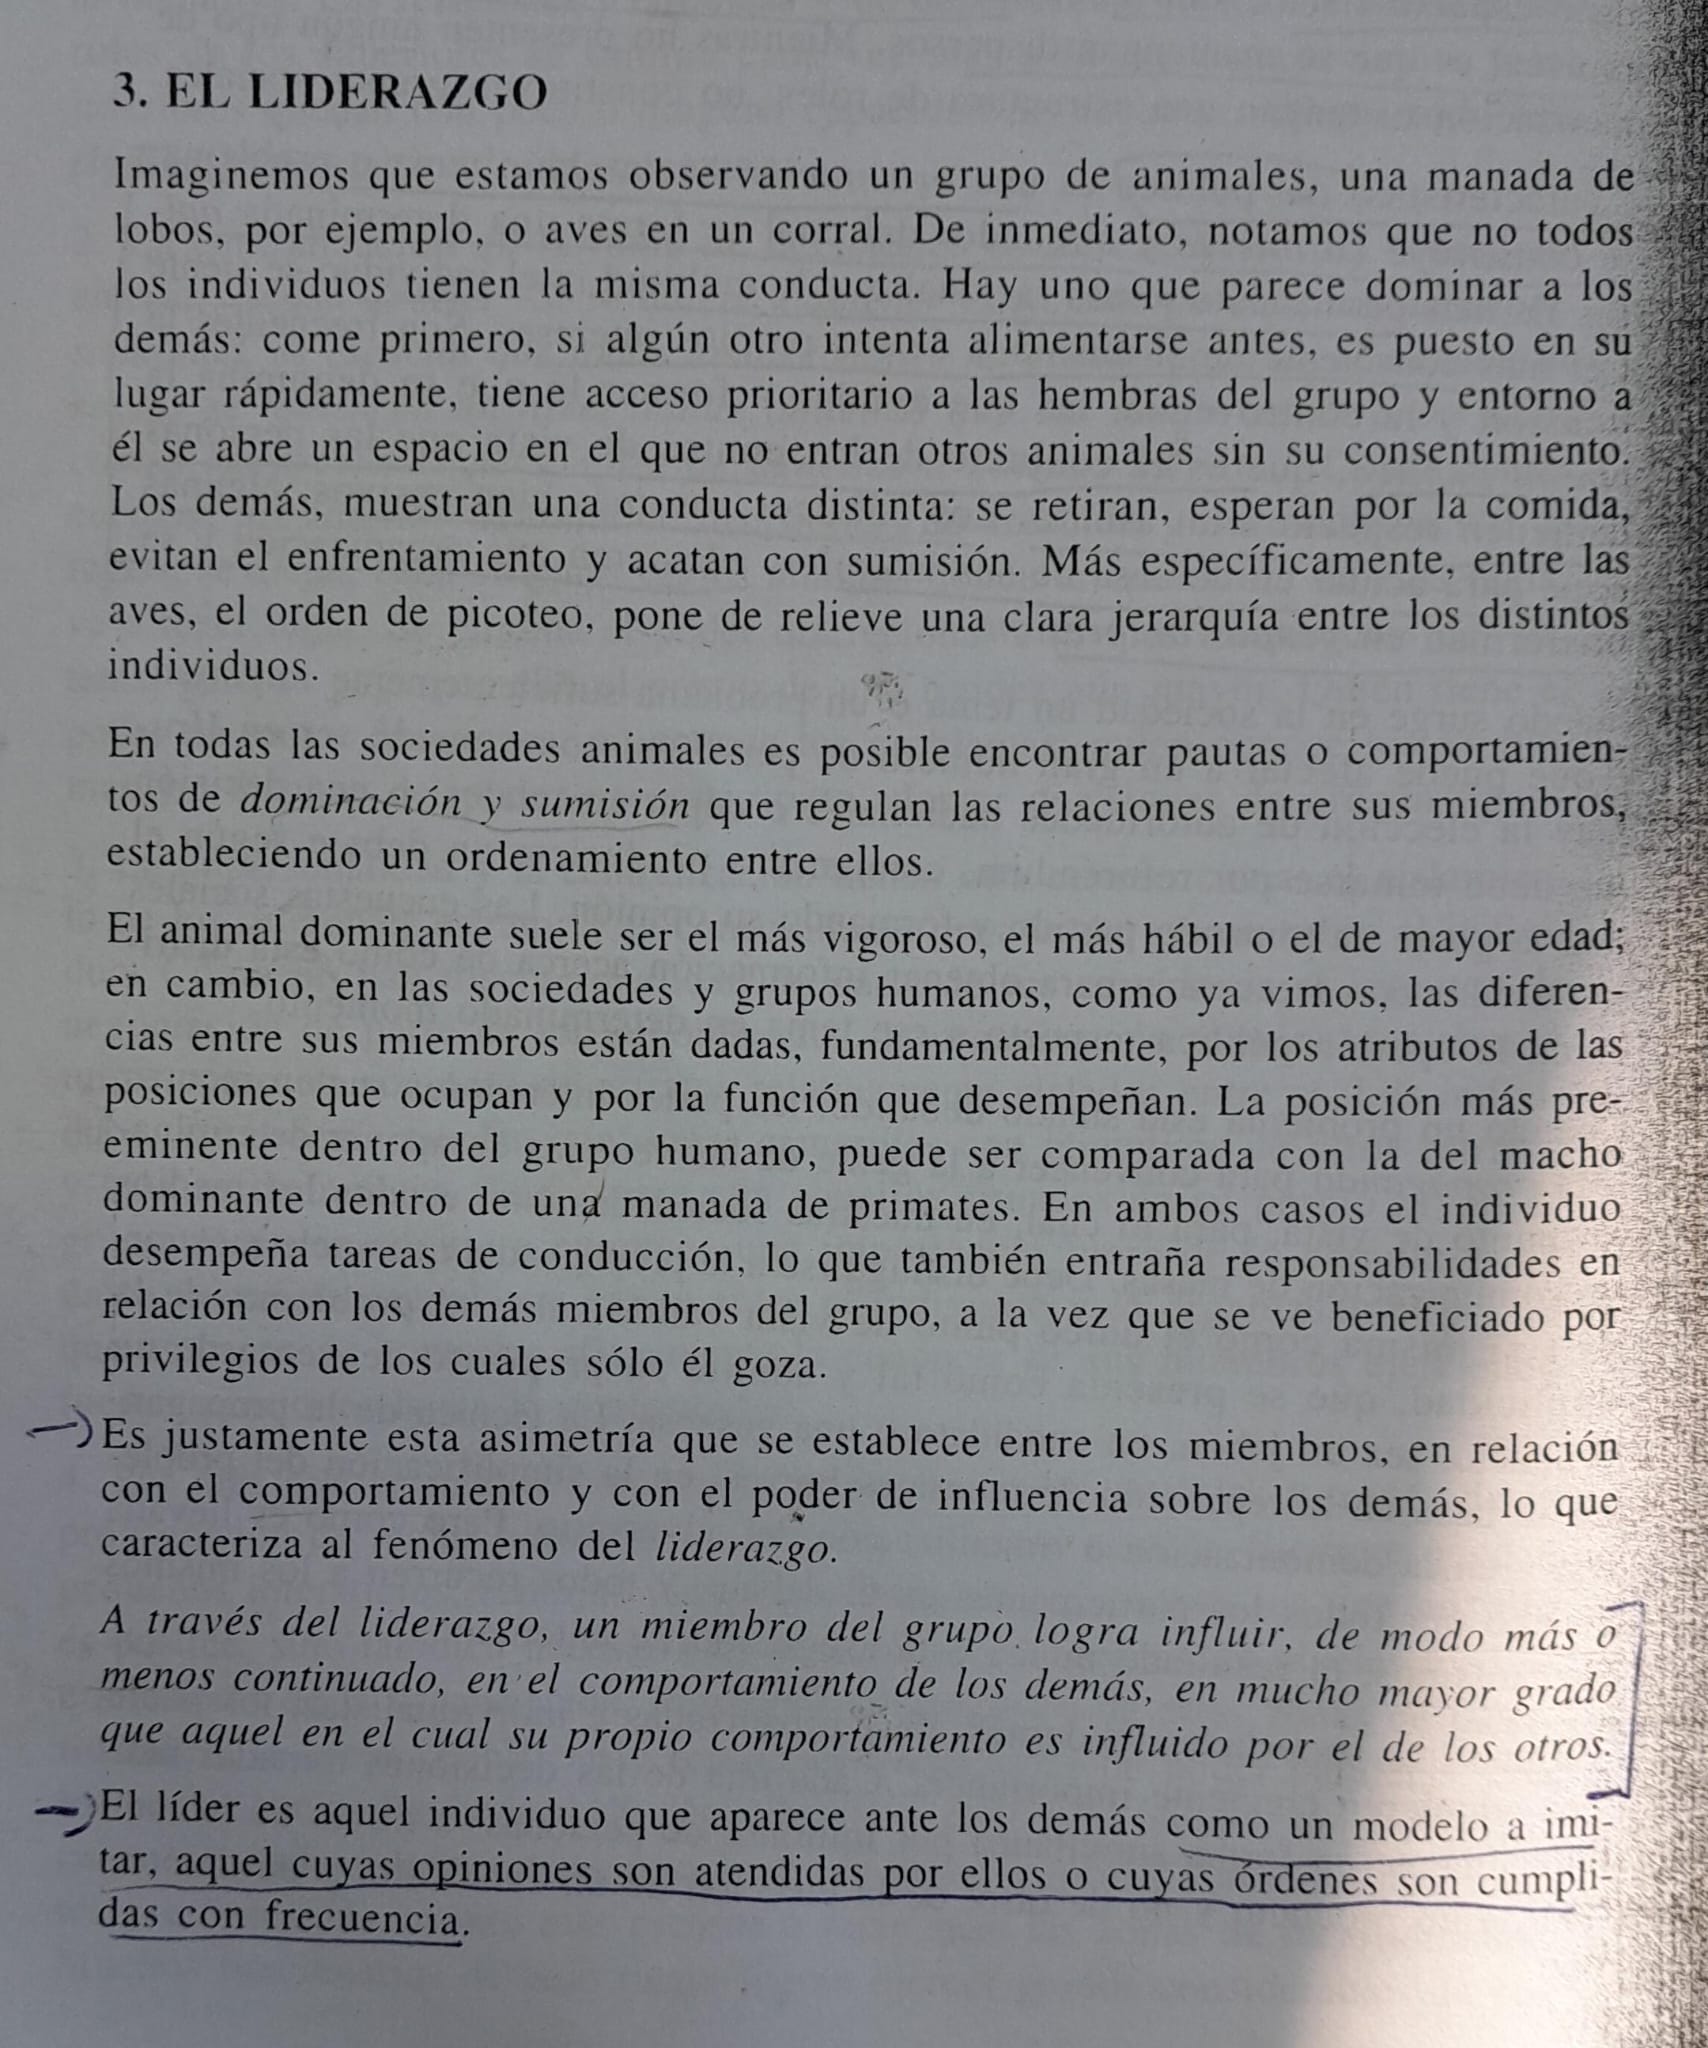 3. EL LIDERAZGO
Imaginemos que estamos observando un grupo de animales, una manada de
lobos, por ejemplo, o aves en un corral. De inmediato, notamos que no todos
los individuos tienen la misma conducta. Hay uno que parece dominar a los
demás: come primero, si algún otro intenta alimentarse antes, es puesto en su
lugar rápidamente, tiene acceso prioritario a las hembras del grupo y entorno a
él se abre un espacio en el que no entran otros animales sin su consentimiento.
Los demás, muestran una conducta distinta: se retiran, esperan por la comida,
evitan el enfrentamiento y acatan con sumisión. Más específicamente, entre las
aves, el orden de picoteo, pone de relieve una clara jerarquía entre los distintos
individuos.
En todas las sociedades animales es posible encontrar pautas o comportamien-
tos de dominación y sumisión que regulan las relaciones entre sus miembros,
estableciendo un ordenamiento entre ellos.
El animal dominante suele ser el más vigoroso, el más hábil o el de mayor edad;
en cambio, en las sociedades y grupos humanos, como ya vimos, las diferen-
cias entre sus miembros están dadas, fundamentalmente, por los atributos de las
posiciones que ocupan y por la función que desempeñan. La posición más pre-
eminente dentro del grupo humano, puede ser comparada con la del macho
dominante dentro de una manada de primates. En ambos casos el individuo
desempeña tareas de conducción, lo que también entraña responsabilidades en
relación con los demás miembros del grupo, a la vez que se ve beneficiado por
privilegios de los cuales sólo él goza.
Es justamente esta asimetría que se establece entre los miembros, en relación
con el comportamiento y con el poder de influencia sobre los demás, lo que
caracteriza al fenómeno del liderazgo.
A través del liderazgo, un miembro del grupo logra influir, de modo más o
menos continuado, en el comportamiento de los demás, en mucho mayor grado
que aquel en el cual su propio comportamiento es influido por el de los otros.
El líder es aquel individuo que aparece ante los demás como un modelo a imi-
tar, aquel cuyas opiniones son atendidas por ellos o cuyas órdenes son cumpli-
das con frecuencia.